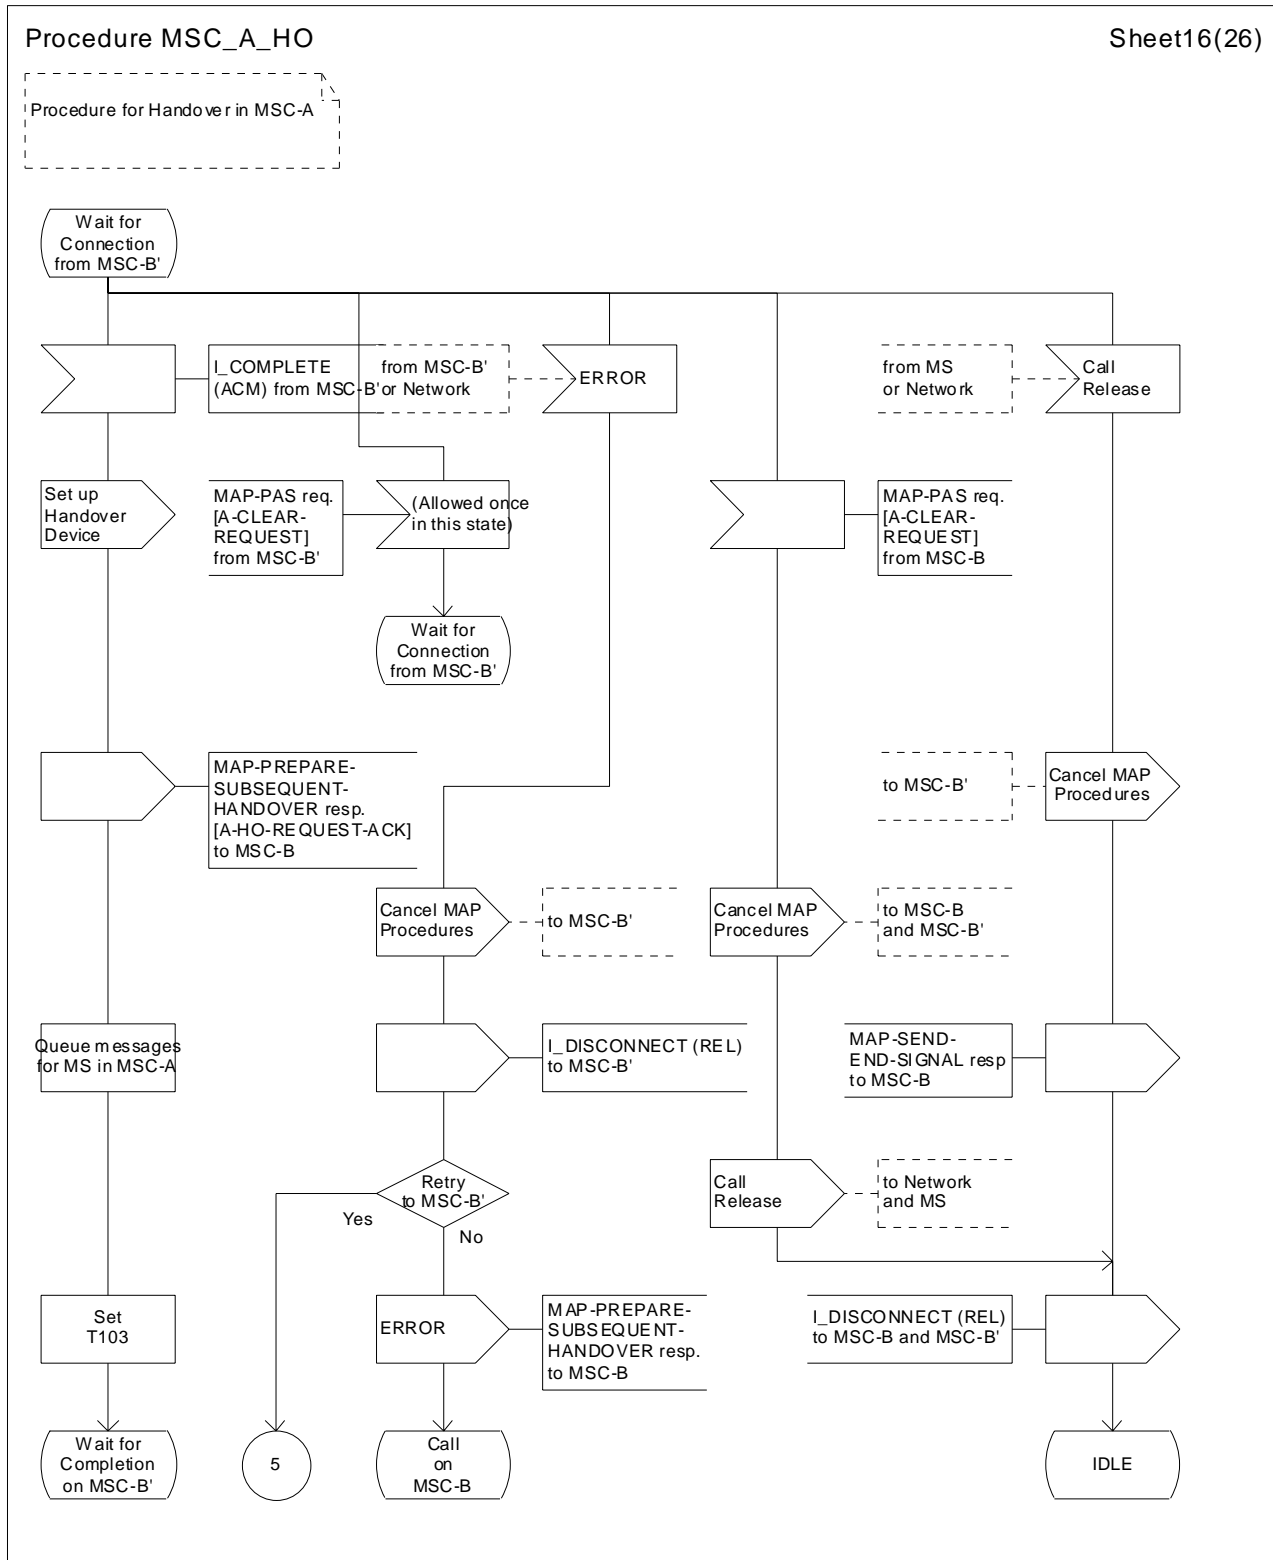 Procedure MSC_A_HO
Sheet16(26)
Procedure for Handover in MSC-A
Wait for
Connection
from MSC-B'
I_COMPLETE
(ACM) from MSC-B'
from MSC-B'
or Network
ERROR
from MS
or Network
Call
Release
Set up
Handover
Device
MAP-PAS req.
[A-CLEAR-
REQUEST]
from MSC-B'
(Allowed once
in this state)
MAP-PAS req.
[A-CLEAR-
REQUEST]
from MSC-B
Wait for
Connection
from MSC-B'
MAP-PREPARE-
SUBSEQUENT-
HANDOVER resp.
[A-HO-REQUEST-ACK]
to MSC-B
to MSC-B'
Cancel MAP
Procedures
Cancel MAP
Procedures
to MSC-B'
Cancel MAP
Procedures
to MSC-B
and MSC-B'
Queue messages
for MS in MSC-A
I_DISCONNECT (REL)
to MSC-B'
MAP-SEND-
END-SIGNAL resp
to MSC-B
Retry
to MSC-B'
Yes
No
Call
Release
to Network
and MS
Set
T103
ERROR
MAP-PREPARE-
SUBSEQUENT-
HANDOVER resp.
to MSC-B
I_DISCONNECT (REL)
to MSC-B and MSC-B'
Wait for
Completion
on MSC-B'
5
Call
on
MSC-B
IDLE